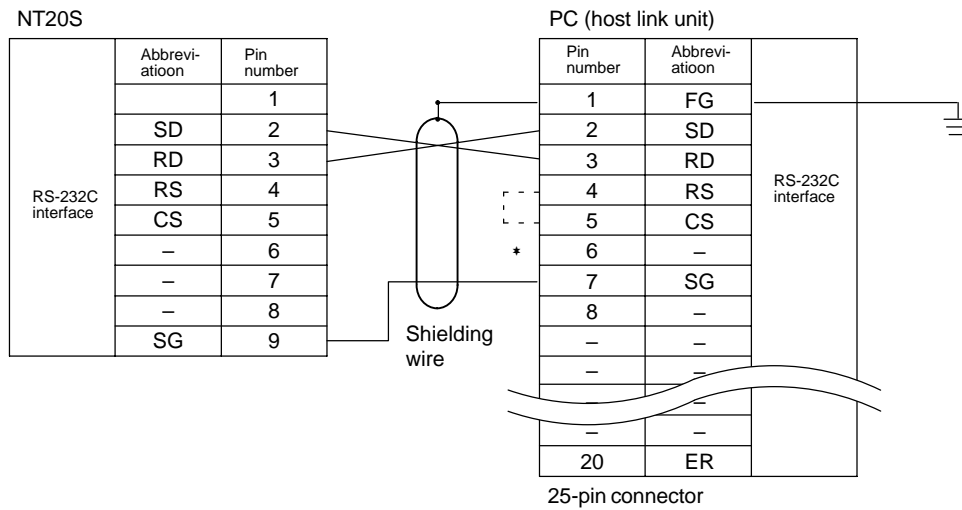 NT20S
PC (host link unit)
Abbrevi-
atioon
Pin
number
Pin
number
Abbrevi-
atioon
1
1 FG
SD 2
2 SD
RD 3
3 RD
RS 4
4 RS
CS 5
5 CS
– 6
* 6 –
– 7
7 SG
– 8
8 –
SG 9
– –
– –
– –
– –
20 ER
RS-232C
interface
RS-232C
interface
Shielding
wire
25-pin connector